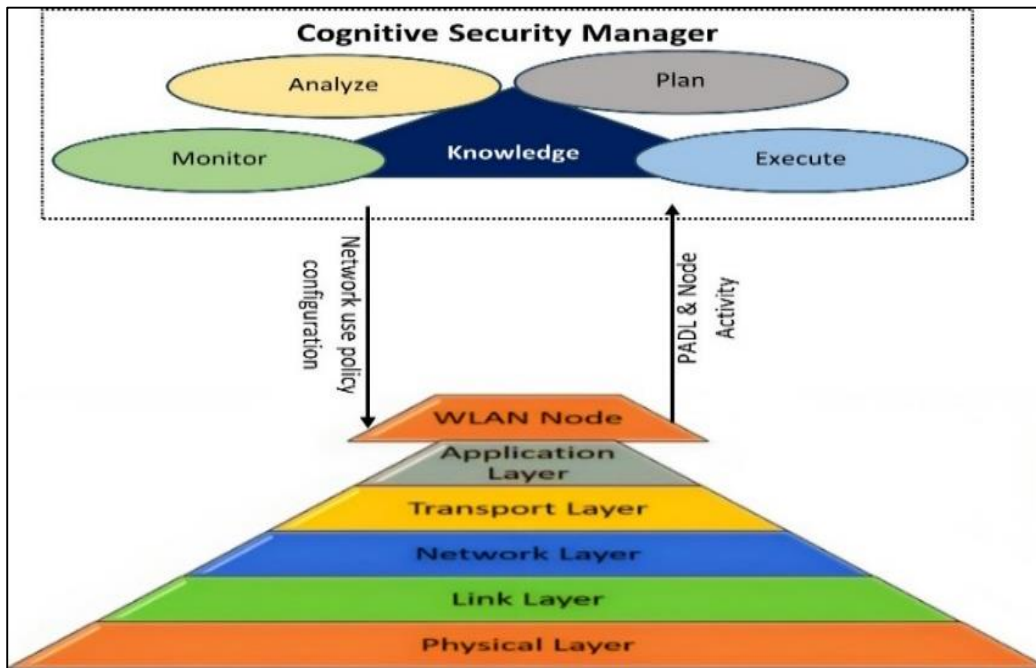 Cognitive Security Manager
Analyze
Plan
Monitor
Knowledge
Execute
Network use policy
configuration
PADL & Node
Activity
WLAN Node
Application
Layer
Transport Layer
Network Layer
Link Layer
Physical Layer